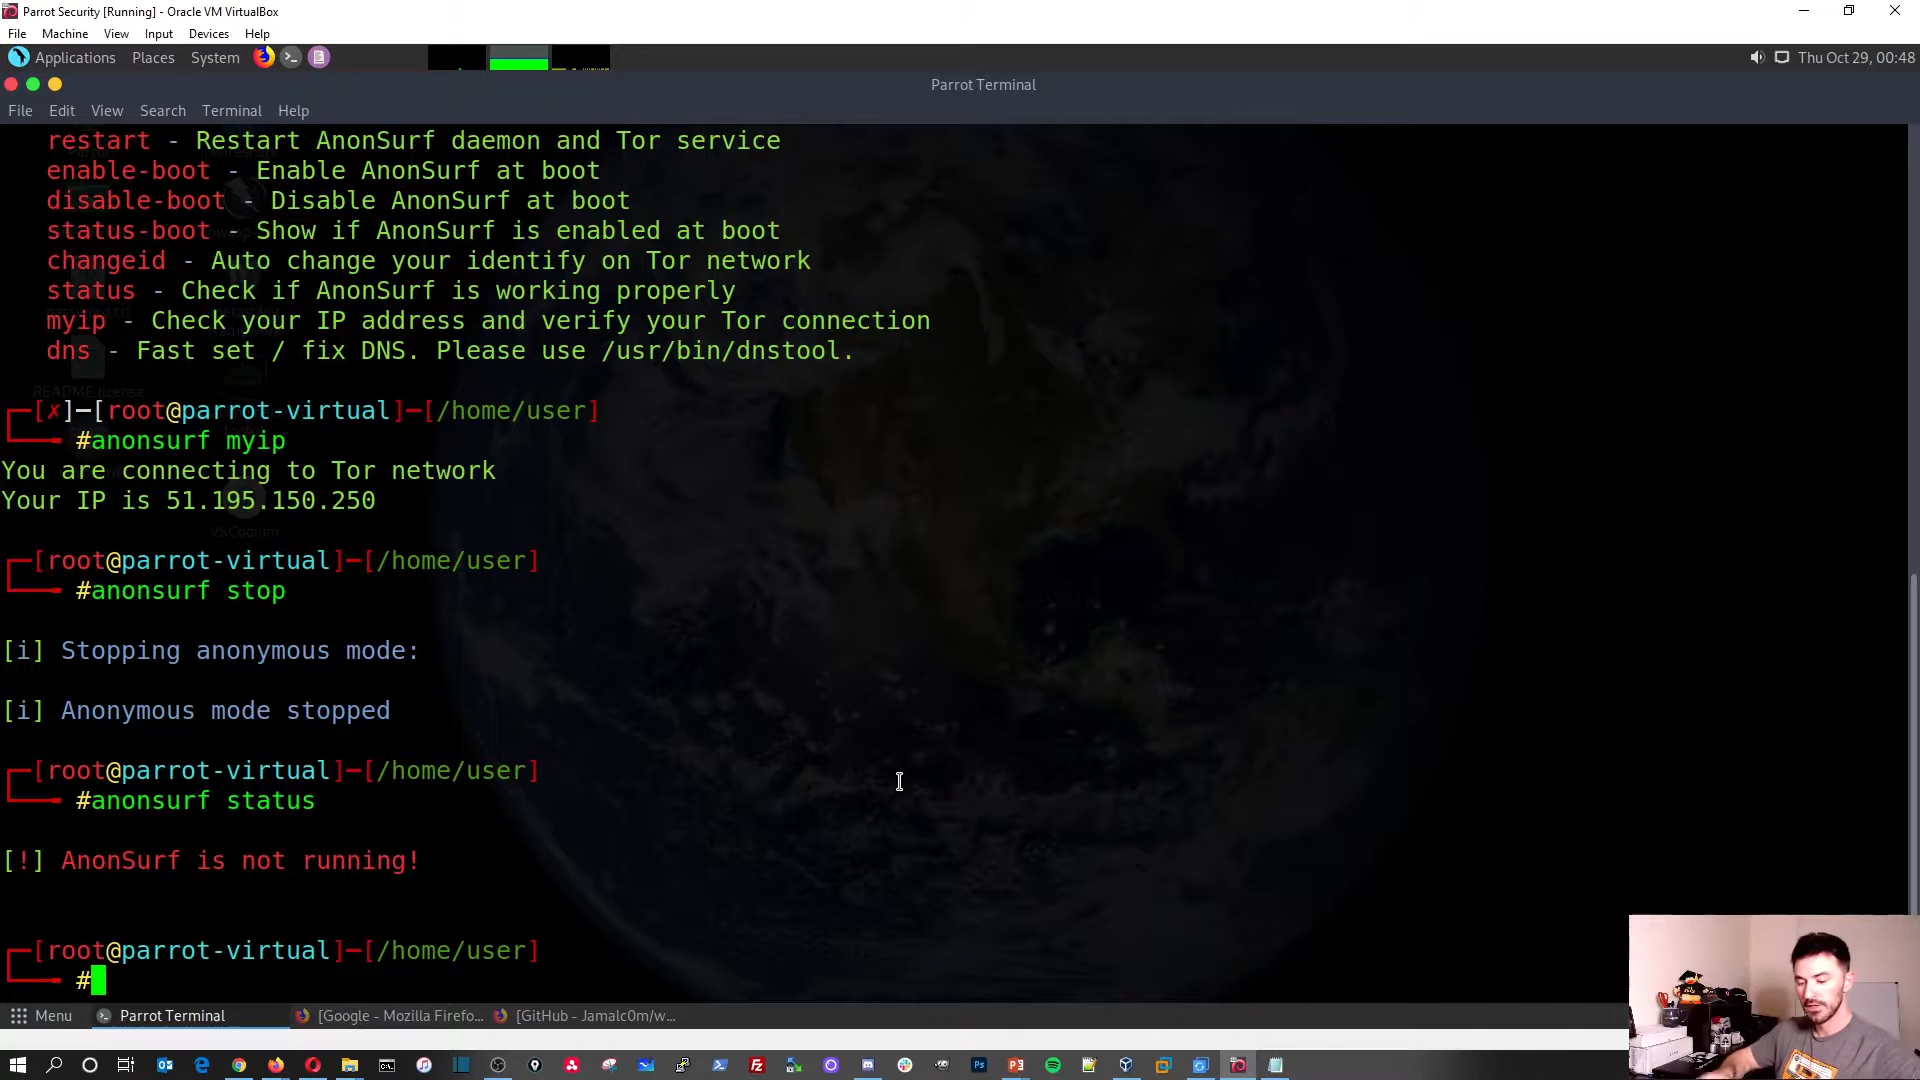 Parrot Security [Running] - Oracle VM VirtualBox
File Machine View Input Devices Help
Applications Places System Thu Oct 29, 00:48
Parrot Terminal
File Edit View Search Terminal Help
restart - Restart AnonSurf daemon and Tor service
enable-boot - Enable AnonSurf at boot
disable-boot - Disable AnonSurf at boot
status-boot - Show if AnonSurf is enabled at boot
changeid - Auto change your identify on Tor network
status - Check if AnonSurf is working properly
myip - Check your IP address and verify your Tor connection
dns - Fast set / fix DNS. Please use /usr/bin/dnstool.
README.license
┌─[✗]─[root@parrot-virtual]─[/home/user]
└──╼ #anonsurf myip
You are connecting to Tor network
Your IP is 51.195.150.250
VSCodium
┌─[root@parrot-virtual]─[/home/user]
└──╼ #anonsurf stop
[i] Stopping anonymous mode:
[i] Anonymous mode stopped
┌─[root@parrot-virtual]─[/home/user]
└──╼ #anonsurf status
[!] AnonSurf is not running!
┌─[root@parrot-virtual]─[/home/user]
└──╼ #
Menu Parrot Terminal [Google - Mozilla Firefo... [GitHub - Jamalc0m/w...